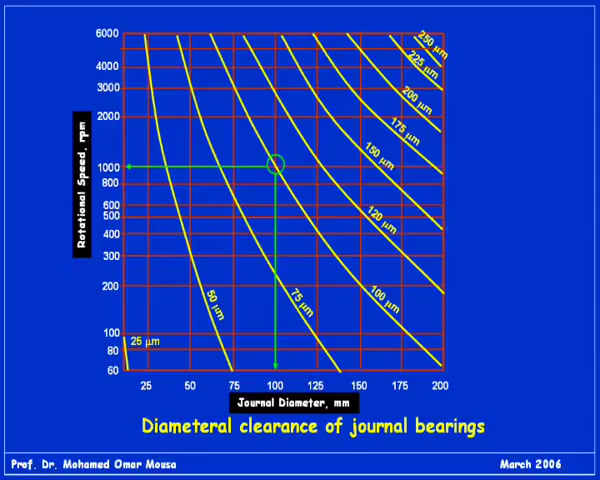 6000
4000
3000
2000
1000
800
600
500
400
300
200
100
80
60
Rotational Speed, rpm
250 µm
225 µm
200 µm
175 µm
150 µm
120 µm
100 µm
75 µm
50 µm
25 µm
25 50 75 100 125 150 175 200
Journal Diameter, mm
Diameteral clearance of journal bearings
Prof. Dr. Mohamed Omar Mousa
March 2006